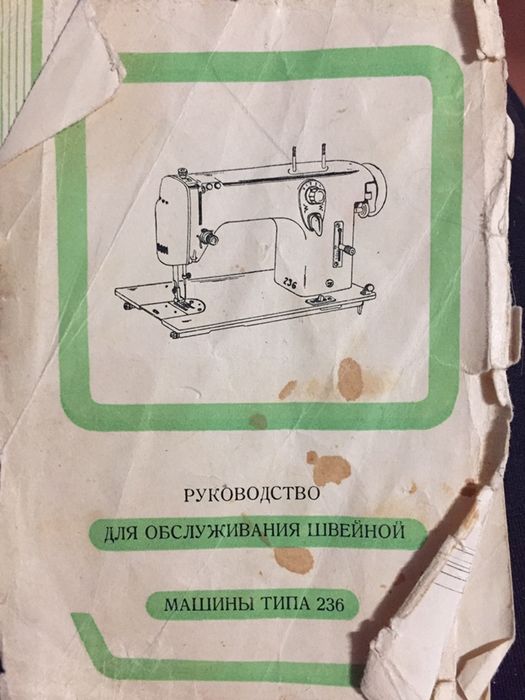 236
РУКОВОДСТВО
ДЛЯ ОБСЛУЖИВАНИЯ ШВЕЙНОЙ
МАШИНЫ ТИПА 236